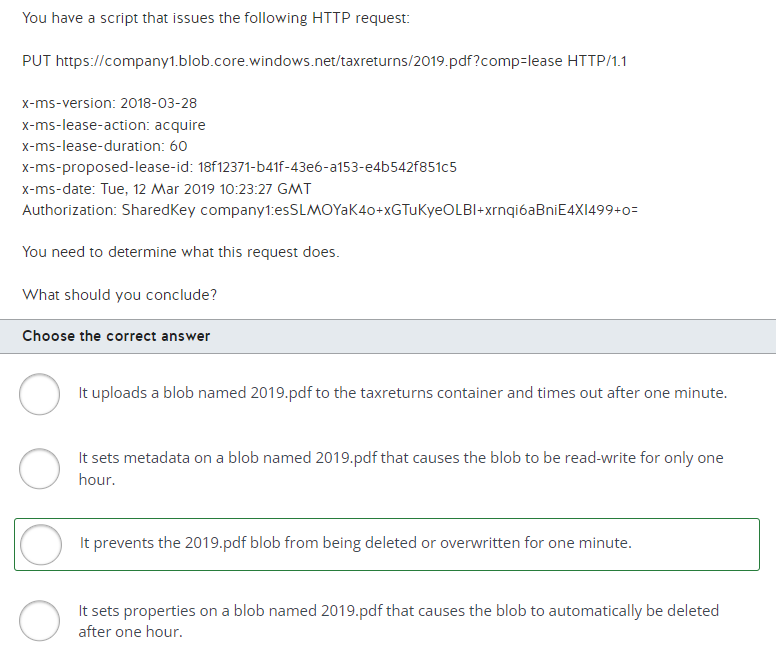 You have a script that issues the following HTTP request:
PUT https://company1.blob.core.windows.net/taxreturns/2019.pdf?comp=lease HTTP/1.1
x-ms-version: 2018-03-28
x-ms-lease-action: acquire
x-ms-lease-duration: 60
x-ms-proposed-lease-id: 18f12371-b41f-43e6-a153-e4b542f851c5
x-ms-date: Tue, 12 Mar 2019 10:23:27 GMT
Authorization: SharedKey company1:esSLMOYaK4o+xGTuKyeOLBI+xrnqi6aBniE4XI499+o=
You need to determine what this request does.
What should you conclude?
Choose the correct answer
It uploads a blob named 2019.pdf to the taxreturns container and times out after one minute.
It sets metadata on a blob named 2019.pdf that causes the blob to be read-write for only one
hour.
It prevents the 2019.pdf blob from being deleted or overwritten for one minute.
It sets properties on a blob named 2019.pdf that causes the blob to automatically be deleted
after one hour.